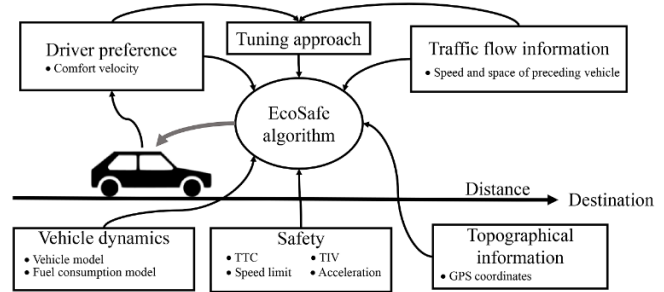 Driver preference
• Comfort velocity
Tuning approach
Traffic flow information
• Speed and space of preceding vehicle
EcoSafe
algorithm
Distance
Destination
Vehicle dynamics
• Vehicle model
• Fuel consumption model
Safety
• TTC • TIV
• Speed limit • Acceleration
Topographical
information
• GPS coordinates